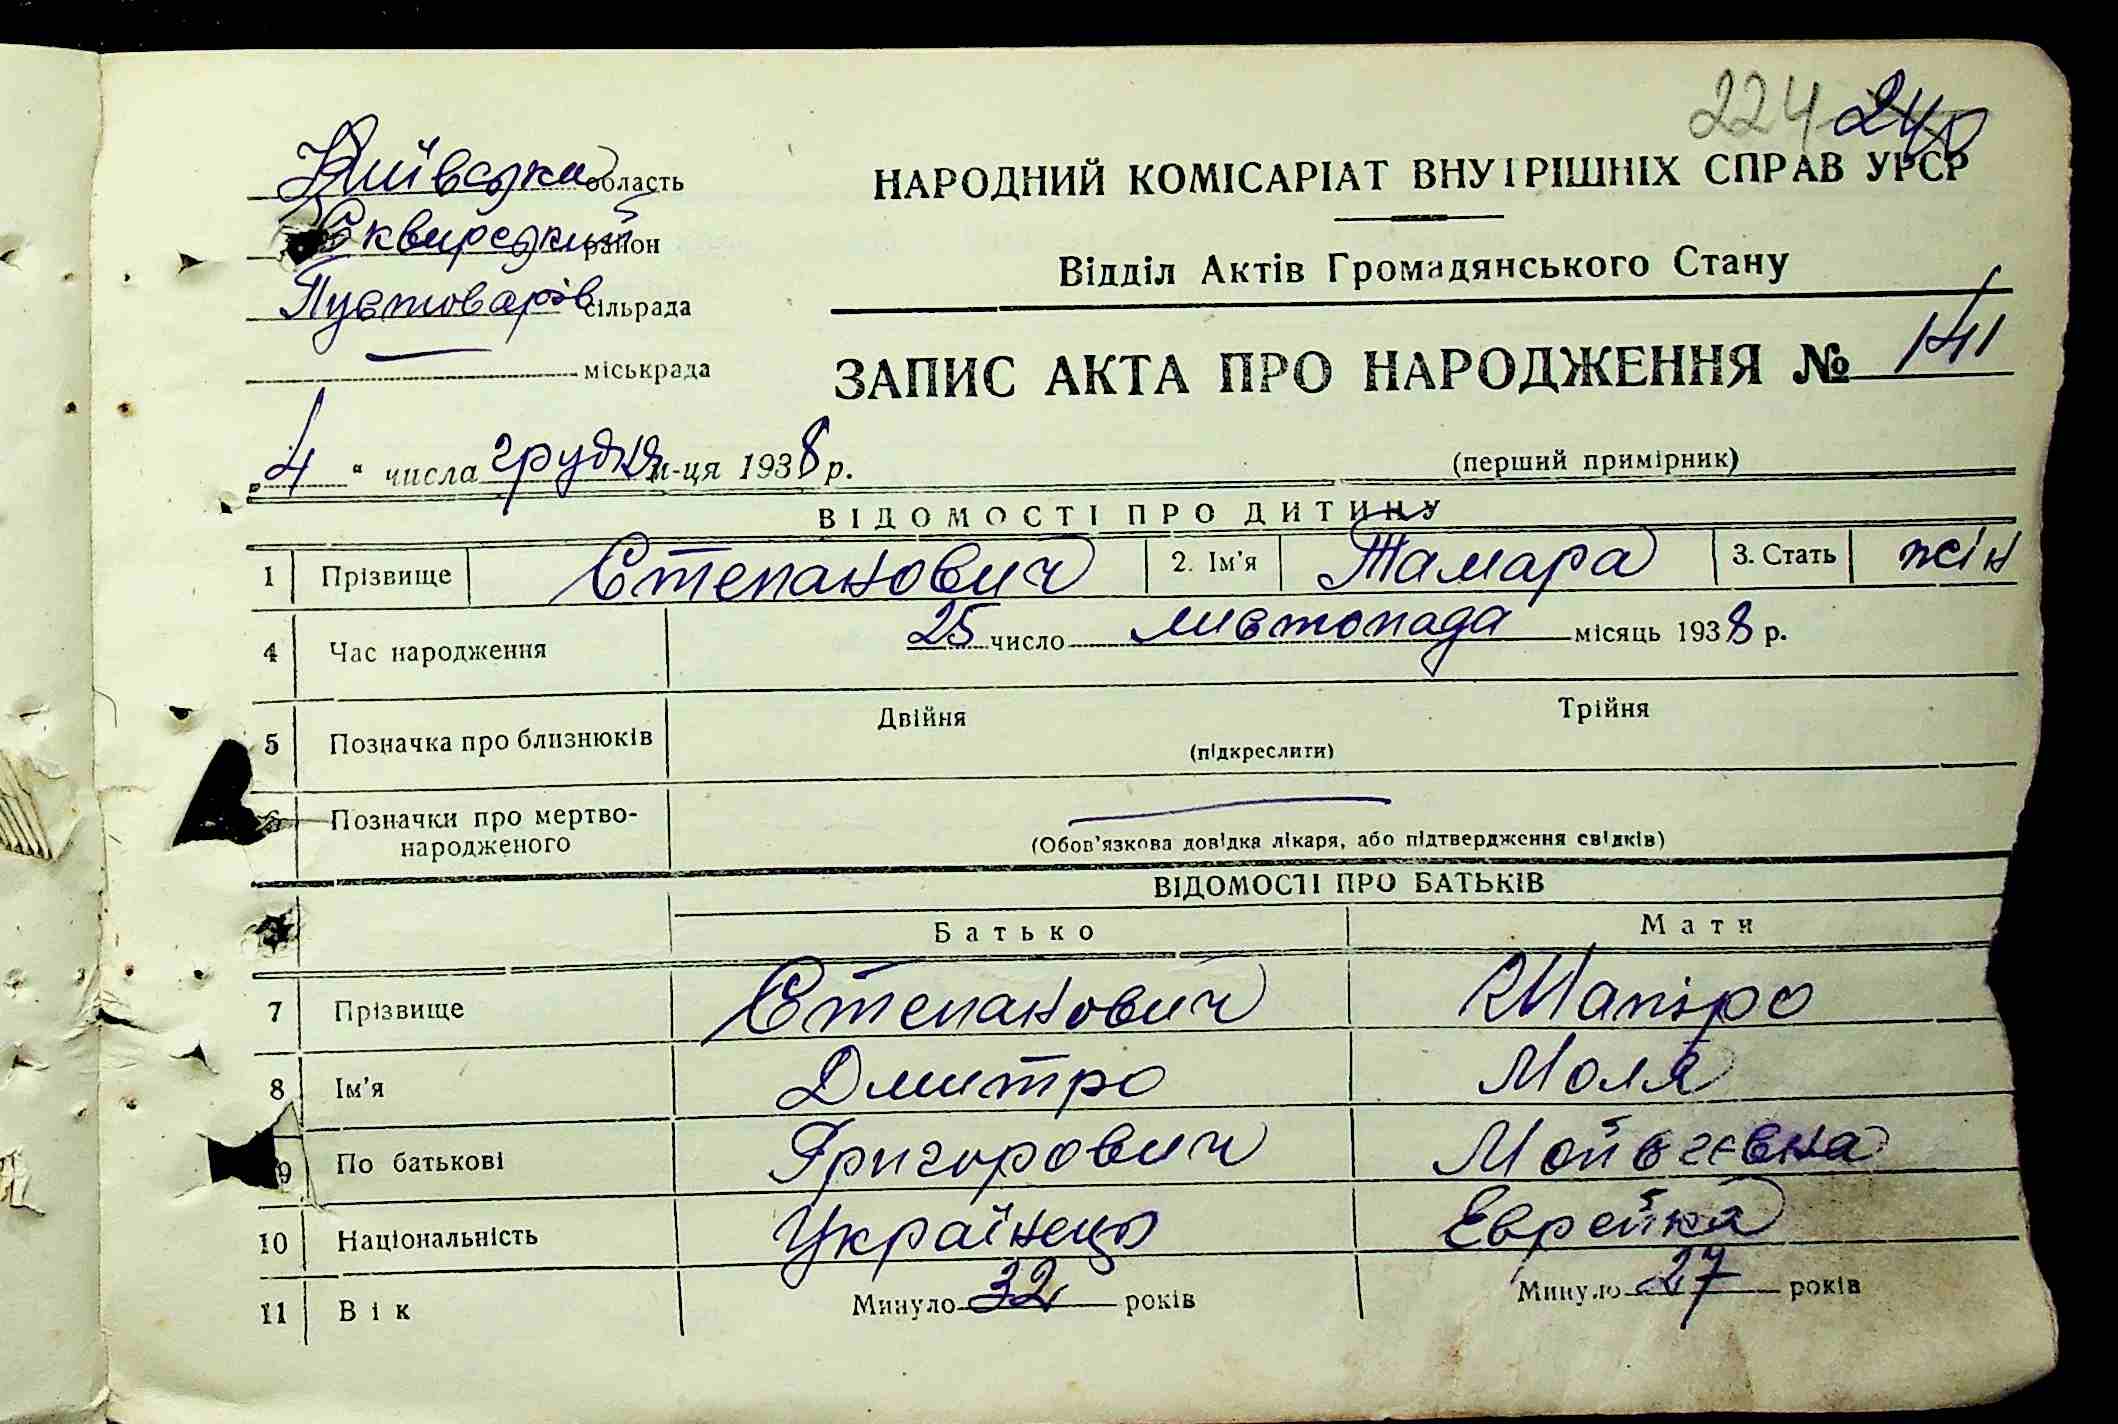 224 240
Київська область
НАРОДНИЙ КОМІСАРІАТ ВНУТРІШНІХ СПРАВ УРСР
Сквирський район
Відділ Актів Громадянського Стану
Пустоварів сільрада
міськрада
ЗАПИС АКТА ПРО НАРОДЖЕННЯ № 141
„4“ числа грудня м-ця 1938 р.
(перший примірник)
ВІДОМОСТІ ПРО ДИТИНУ
1 Прізвище Степанович 2. Ім'я Тамара 3. Стать жін
4 Час народження 25 число листопада місяць 1938 р.
5 Позначка про близнюків Двійня Трійня
(підкреслити)
6 Позначки про мертво-
народженого
(Обов'язкова довідка лікаря, або підтвердження свідків)
ВІДОМОСТІ ПРО БАТЬКІВ
Батько Мати
7 Прізвище Степанович Шапіро
8 Ім'я Дмитро Моля
9 По батькові Григорович
10 Національність Українець Еврейка
11 Вік Минуло 32 років Минуло 27 років